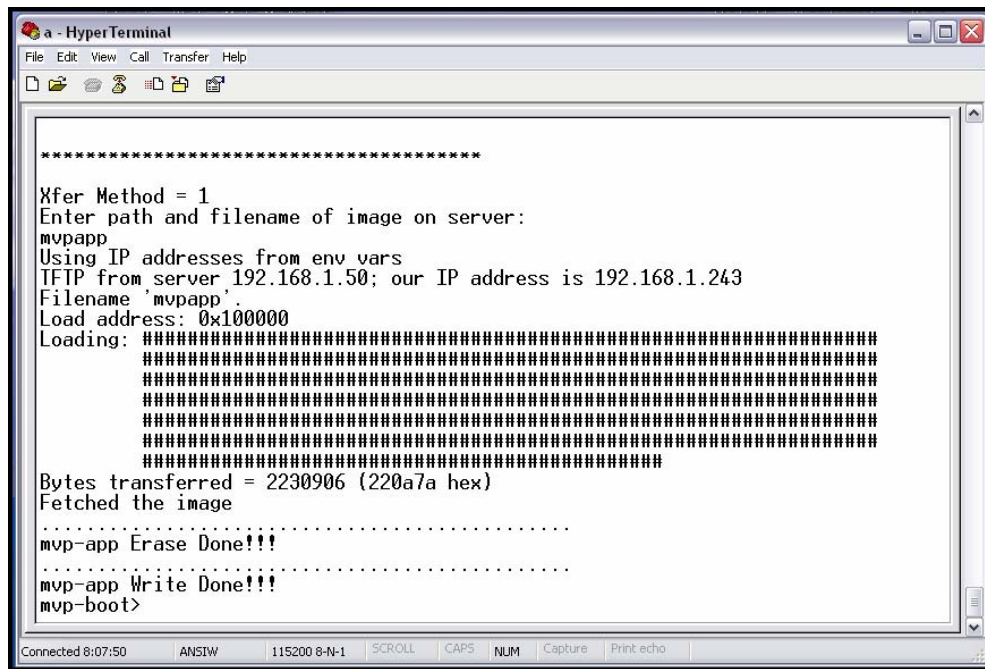 a - HyperTerminal
File Edit View Call Transfer Help
***************************************
Xfer Method = 1
Enter path and filename of image on server:
mvpapp
Using IP addresses from env vars
TFTP from server 192.168.1.50; our IP address is 192.168.1.243
Filename 'mvpapp'.
Load address: 0x100000
Loading: #################################################################
#################################################################
#################################################################
#################################################################
#################################################################
#################################################################
##############################################
Bytes transferred = 2230906 (220a7a hex)
Fetched the image
...............................................
mvp-app Erase Done!!!
...............................................
mvp-app Write Done!!!
mvp-boot>
Connected 8:07:50 ANSIW 115200 8-N-1 SCROLL CAPS NUM Capture Print echo